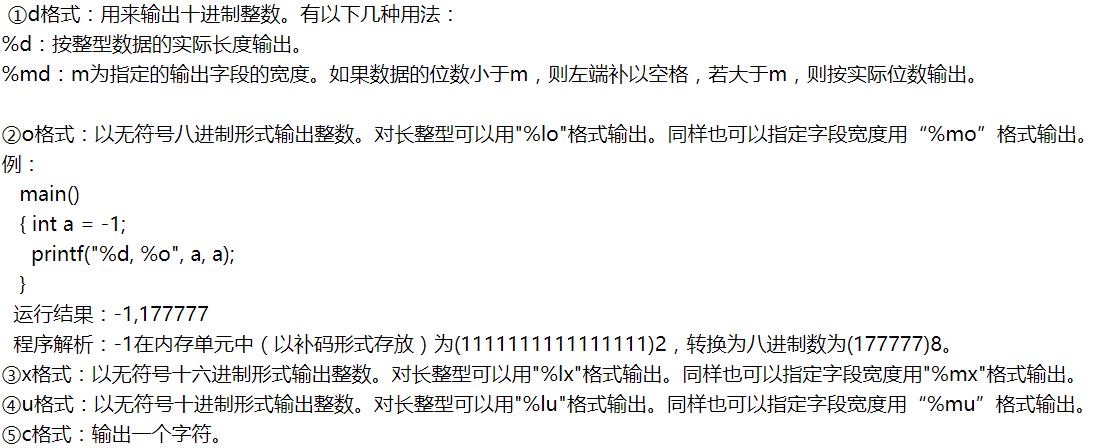 ①d格式：用来输出十进制整数。有以下几种用法：
%d：按整型数据的实际长度输出。
%md：m为指定的输出字段的宽度。如果数据的位数小于m，则左端补以空格，若大于m，则按实际位数输出。
②o格式：以无符号八进制形式输出整数。对长整型可以用"%lo"格式输出。同样也可以指定字段宽度用“%mo”格式输出。
例：
main()
{ int a = -1;
printf("%d, %o", a, a);
}
运行结果：-1,177777
程序解析：-1在内存单元中（以补码形式存放）为(1111111111111111)2，转换为八进制数为(177777)8。
③x格式：以无符号十六进制形式输出整数。对长整型可以用"%lx"格式输出。同样也可以指定字段宽度用"%mx"格式输出。
④u格式：以无符号十进制形式输出整数。对长整型可以用"%lu"格式输出。同样也可以指定字段宽度用“%mu”格式输出。
⑤c格式：输出一个字符。